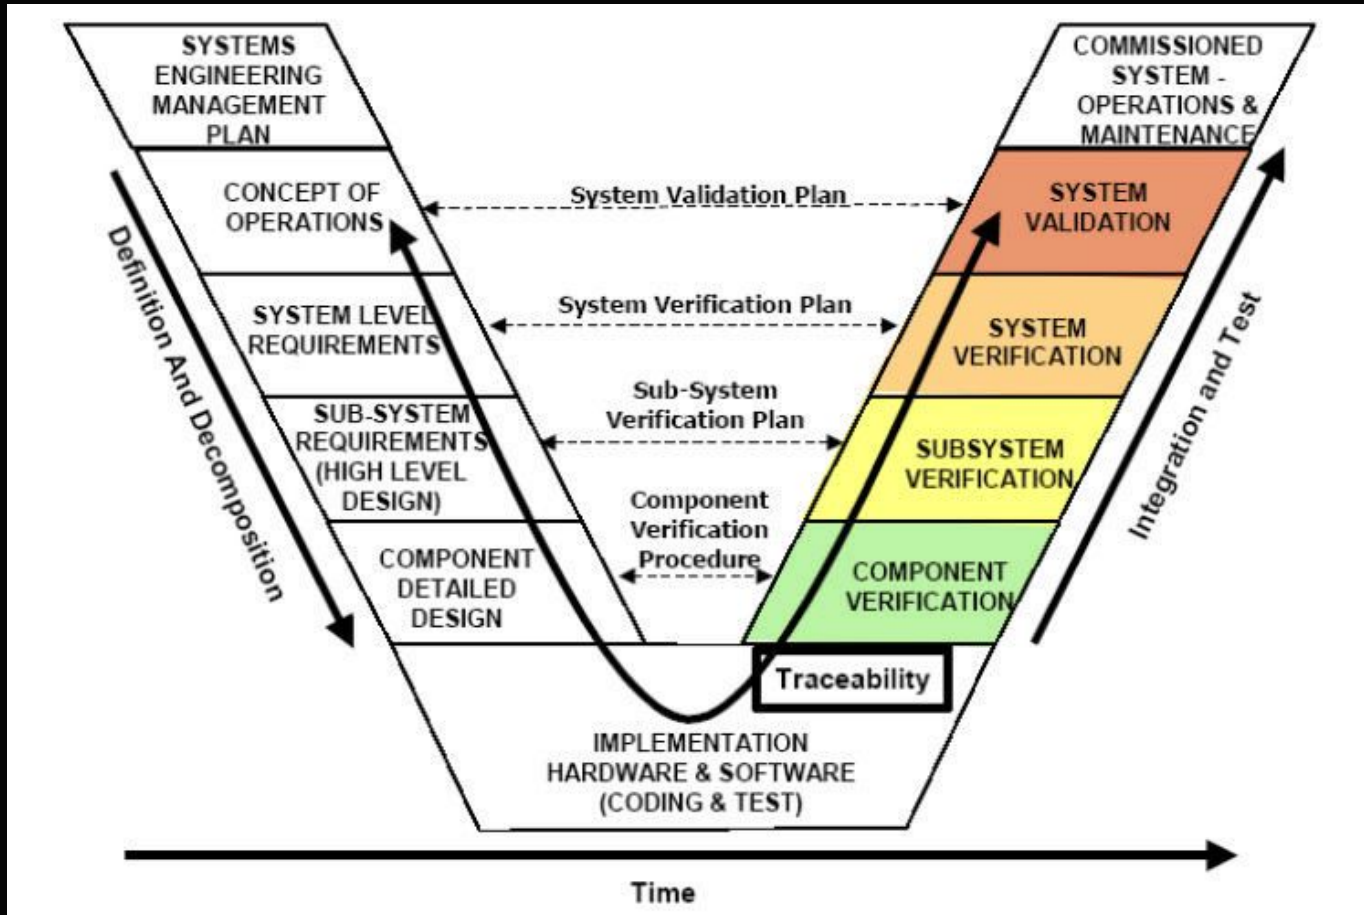 SYSTEMS
ENGINEERING
MANAGEMENT
PLAN
COMMISSIONED
SYSTEM -
OPERATIONS &
MAINTENANCE
CONCEPT OF
OPERATIONS
System Validation Plan
SYSTEM
VALIDATION
Definition And Decomposition
SYSTEM LEVEL
REQUIREMENTS
System Verification Plan
SYSTEM
VERIFICATION
Integration and Test
SUB-SYSTEM
REQUIREMENTS
(HIGH LEVEL
DESIGN)
Sub-System
Verification Plan
SUBSYSTEM
VERIFICATION
COMPONENT
DETAILED
DESIGN
Component
Verification
Procedure
COMPONENT
VERIFICATION
Traceability
IMPLEMENTATION
HARDWARE & SOFTWARE
(CODING & TEST)
Time